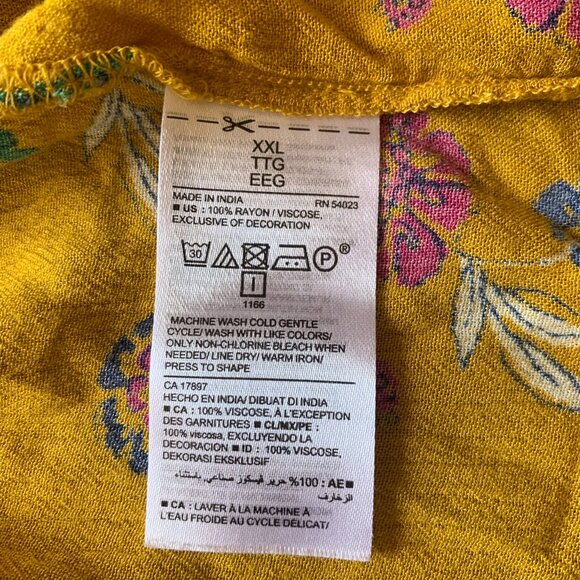 XXL
TTG
EEG
MADE IN INDIA RN 54023
■ US : 100% RAYON / VISCOSE,
EXCLUSIVE OF DECORATION
30 P ®
I
1166
MACHINE WASH COLD GENTLE
CYCLE/ WASH WITH LIKE COLORS/
ONLY NON-CHLORINE BLEACH WHEN
NEEDED/ LINE DRY/ WARM IRON/
PRESS TO SHAPE
CA 17897
HECHO EN INDIA/ DIBUAT DI INDIA
■ CA : 100% VISCOSE, À L'EXCEPTION
DES GARNITURES ■ CL/MX/PE :
100% viscosa, EXCLUYENDO LA
DECORACION ■ ID : 100% VISCOSE,
DEKORASI EKSKLUSIF
■ AE : 100% حرير فيسكوز صناعي, باستثناء
الزخارف
■ CA : LAVER À LA MACHINE À
L'EAU FROIDE AU CYCLE DÉLICAT/